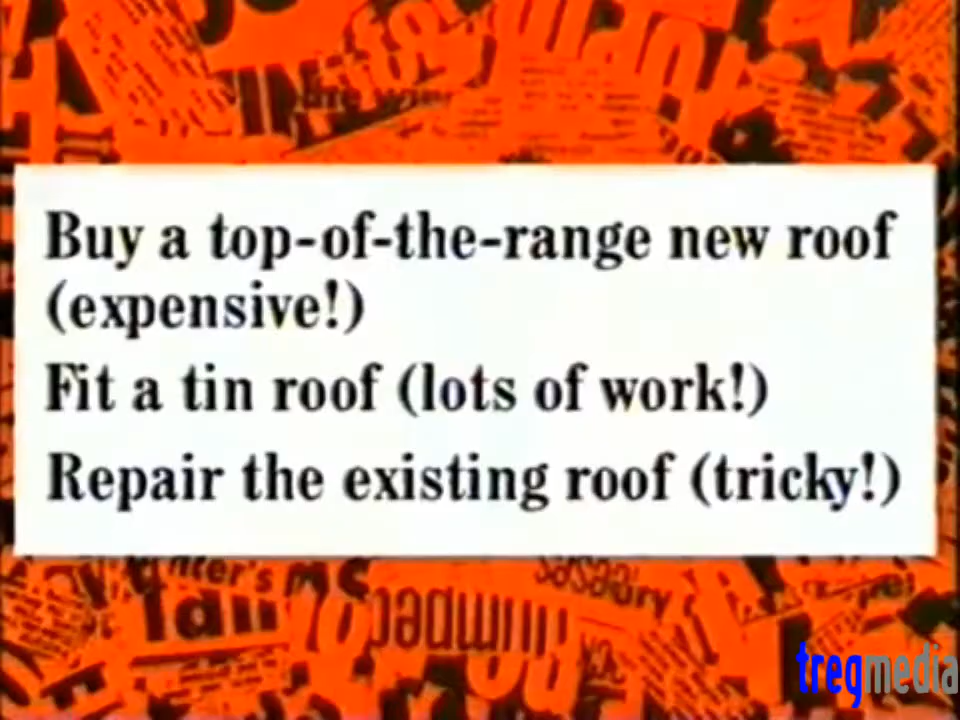 Buy a top-of-the-range new roof
(expensive!)
Fit a tin roof (lots of work!)
Repair the existing roof (tricky!)
tregmedia